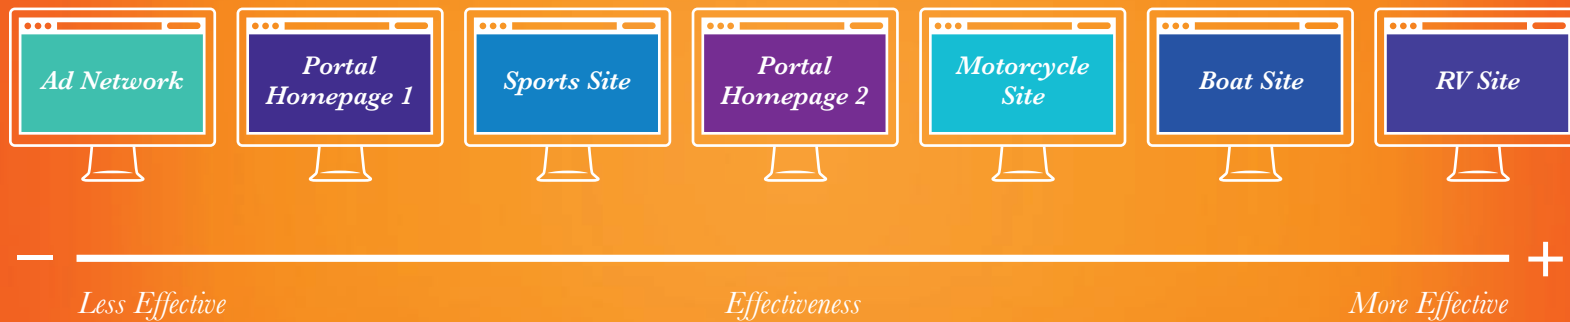 Ad Network
Portal
Homepage 1
Sports Site
Portal
Homepage 2
Motorcycle
Site
Boat Site
RV Site
− +
Less Effective
Effectiveness
More Effective